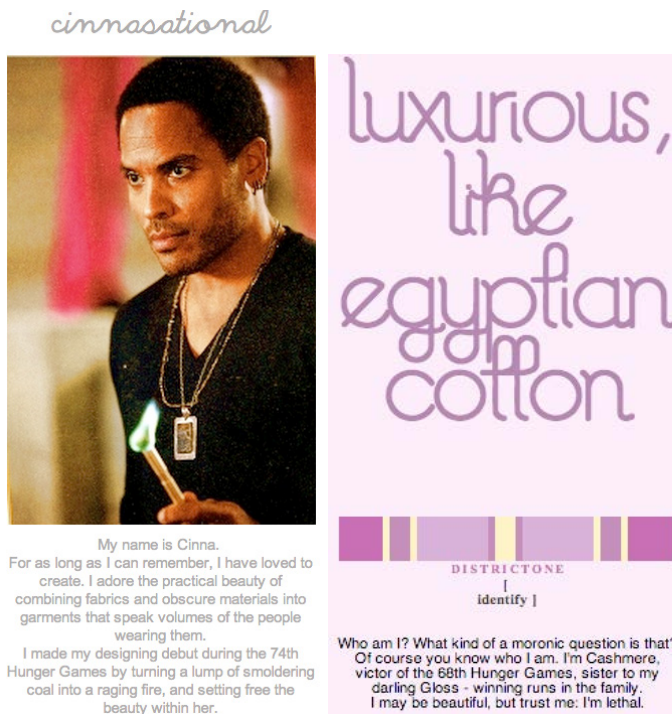 cinnasational
My name is Cinna.
For as long as I can remember, I have loved to
create. I adore the practical beauty of
combining fabrics and obscure materials into
garments that speak volumes of the people
wearing them.
I made my designing debut during the 74th
Hunger Games by turning a lump of smoldering
coal into a raging fire, and setting free the
beauty within her.
luxurious,
like
egyptian
cotton
DISTRICTONE
[
identify ]
Who am I? What kind of a moronic question is that?
Of course you know who I am. I'm Cashmere,
victor of the 68th Hunger Games, sister to my
darling Gloss - winning runs in the family.
I may be beautiful, but trust me: I'm lethal.